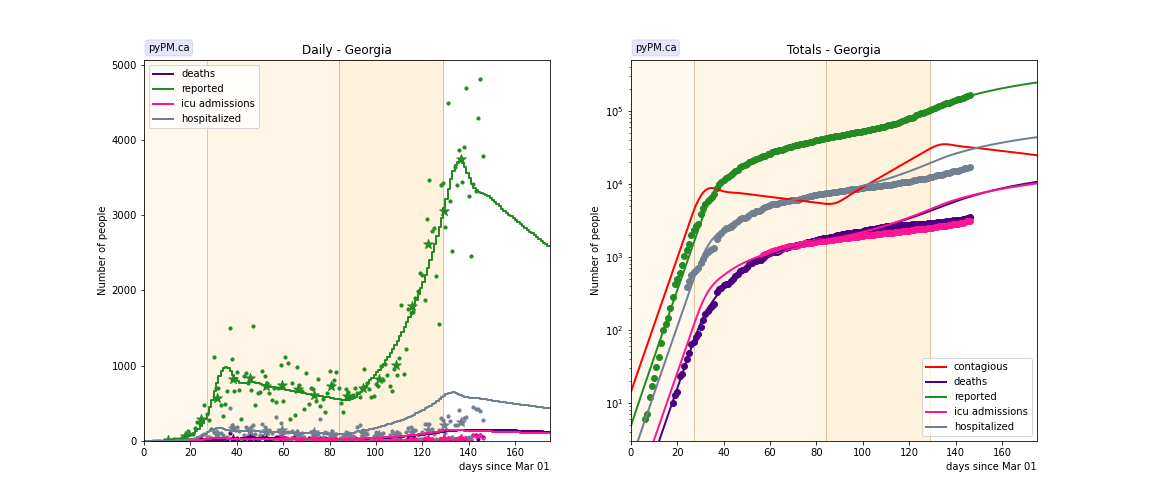 pyPM.ca
Daily - Georgia
deaths
reported
icu admissions
hospitalized
Number of people
5000
4000
3000
2000
1000
0
0 20 40 60 80 100 120 140 160
days since Mar 01
pyPM.ca
Totals - Georgia
Number of people
10^5
10^4
10^3
10^2
10^1
contagious
deaths
reported
icu admissions
hospitalized
0 20 40 60 80 100 120 140 160
days since Mar 01